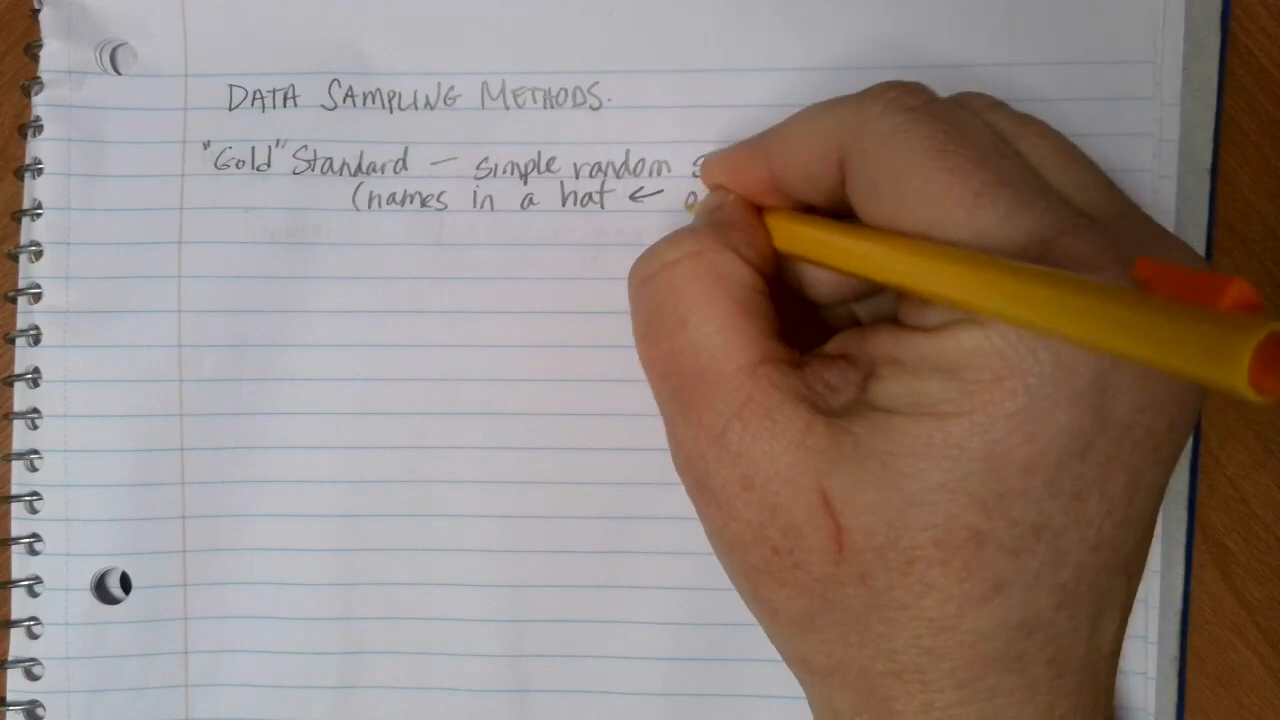 DATA SAMPLING METHODS.
"Gold" Standard - simple random
(names in a hat ←